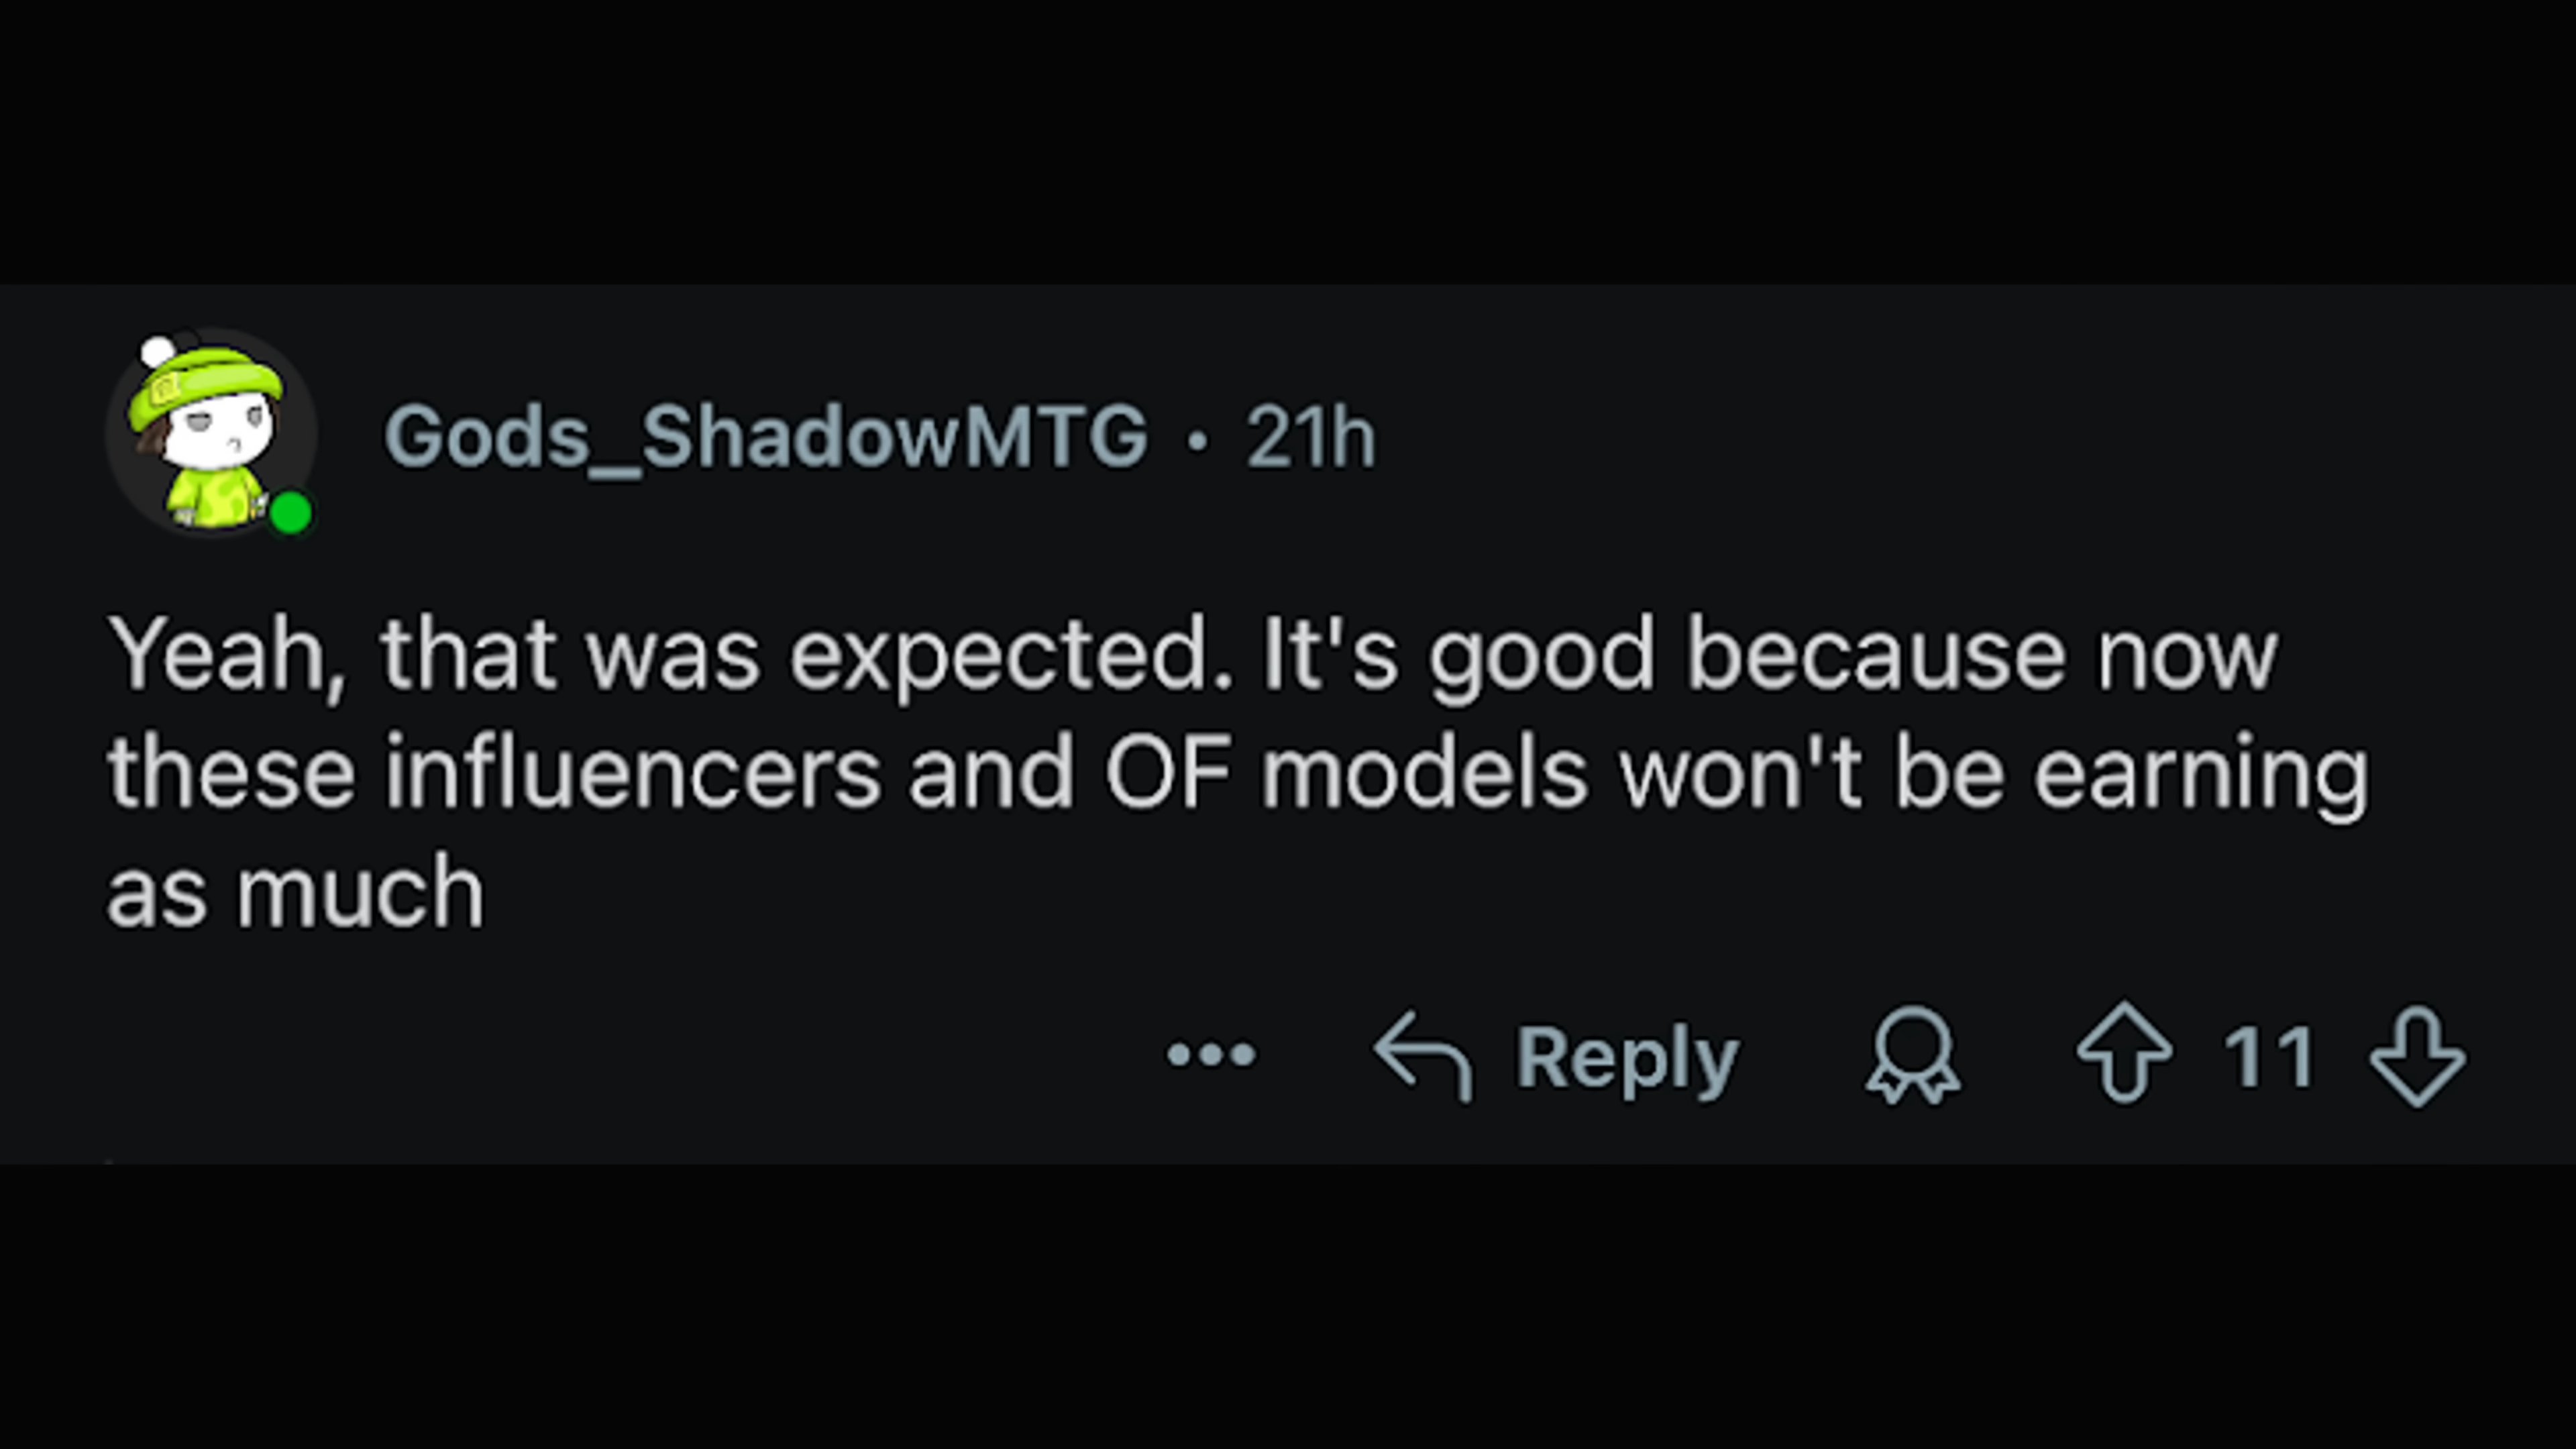 Gods_ShadowMTG • 21h
Yeah, that was expected. It's good because now
these influencers and OF models won't be earning
as much
••• Reply 11